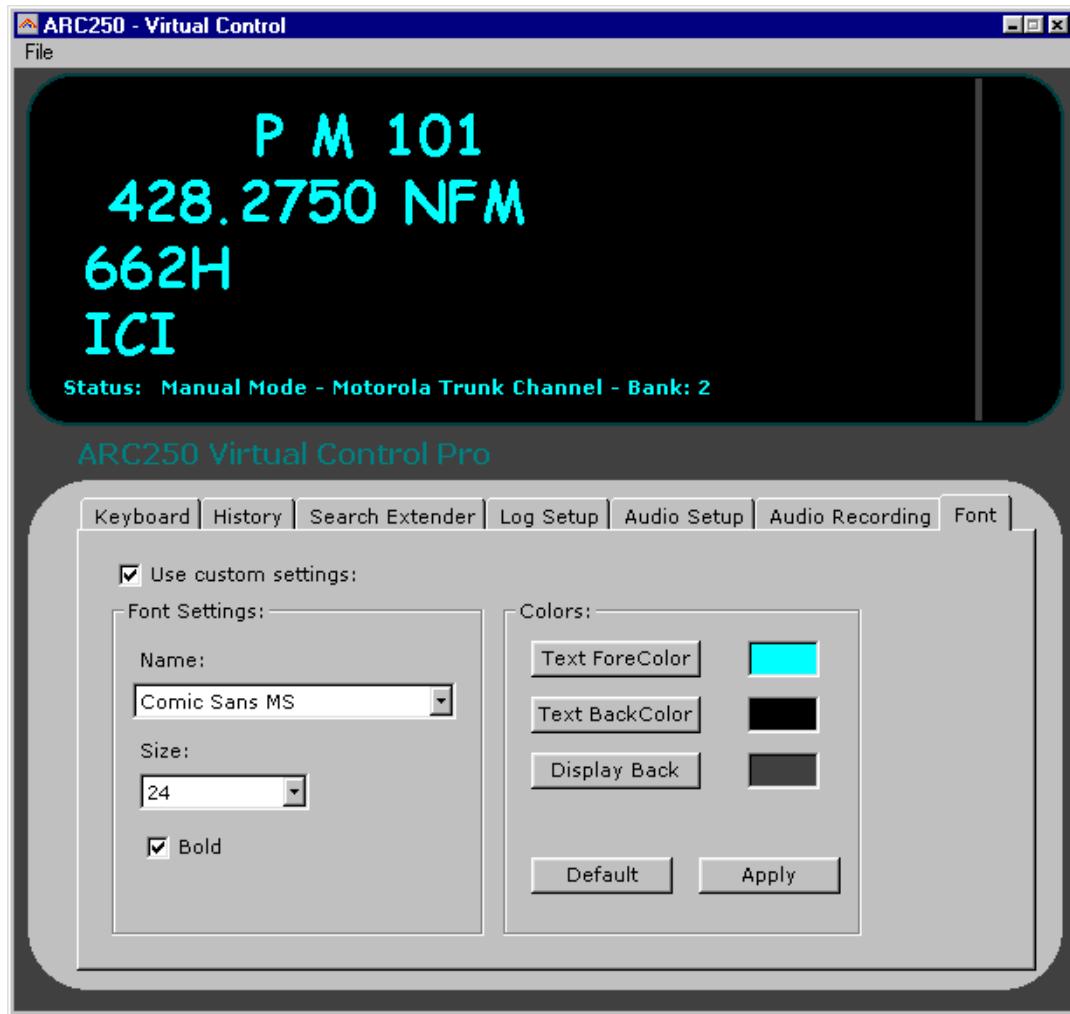 ARC250 - Virtual Control
File
P M 101
428.2750 NFM
662H
ICI
Status: Manual Mode - Motorola Trunk Channel - Bank: 2
ARC250 Virtual Control Pro
Keyboard History Search Extender Log Setup Audio Setup Audio Recording Font
Use custom settings:
Font Settings:
Name:
Comic Sans MS
Size:
24
Bold
Colors:
Text ForeColor
Text BackColor
Display Back
Default Apply